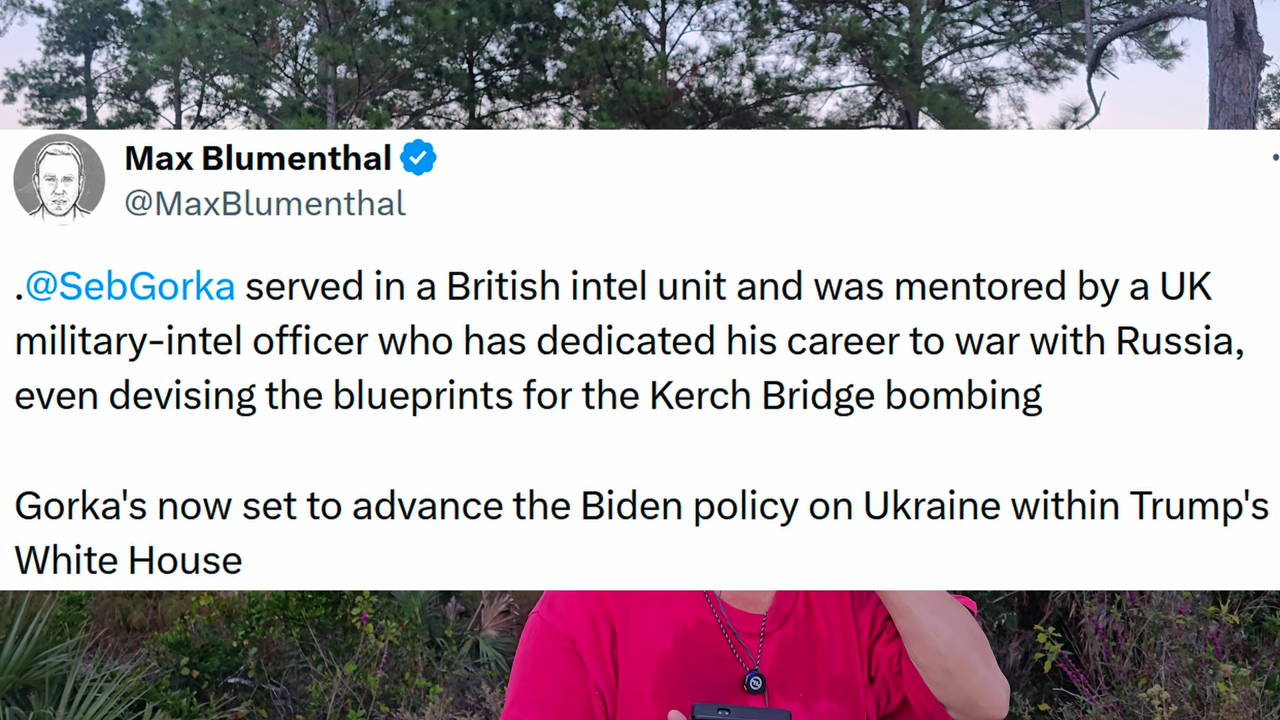 Max Blumenthal
@MaxBlumenthal
.@SebGorka served in a British intel unit and was mentored by a UK
military-intel officer who has dedicated his career to war with Russia,
even devising the blueprints for the Kerch Bridge bombing
Gorka's now set to advance the Biden policy on Ukraine within Trump's
White House